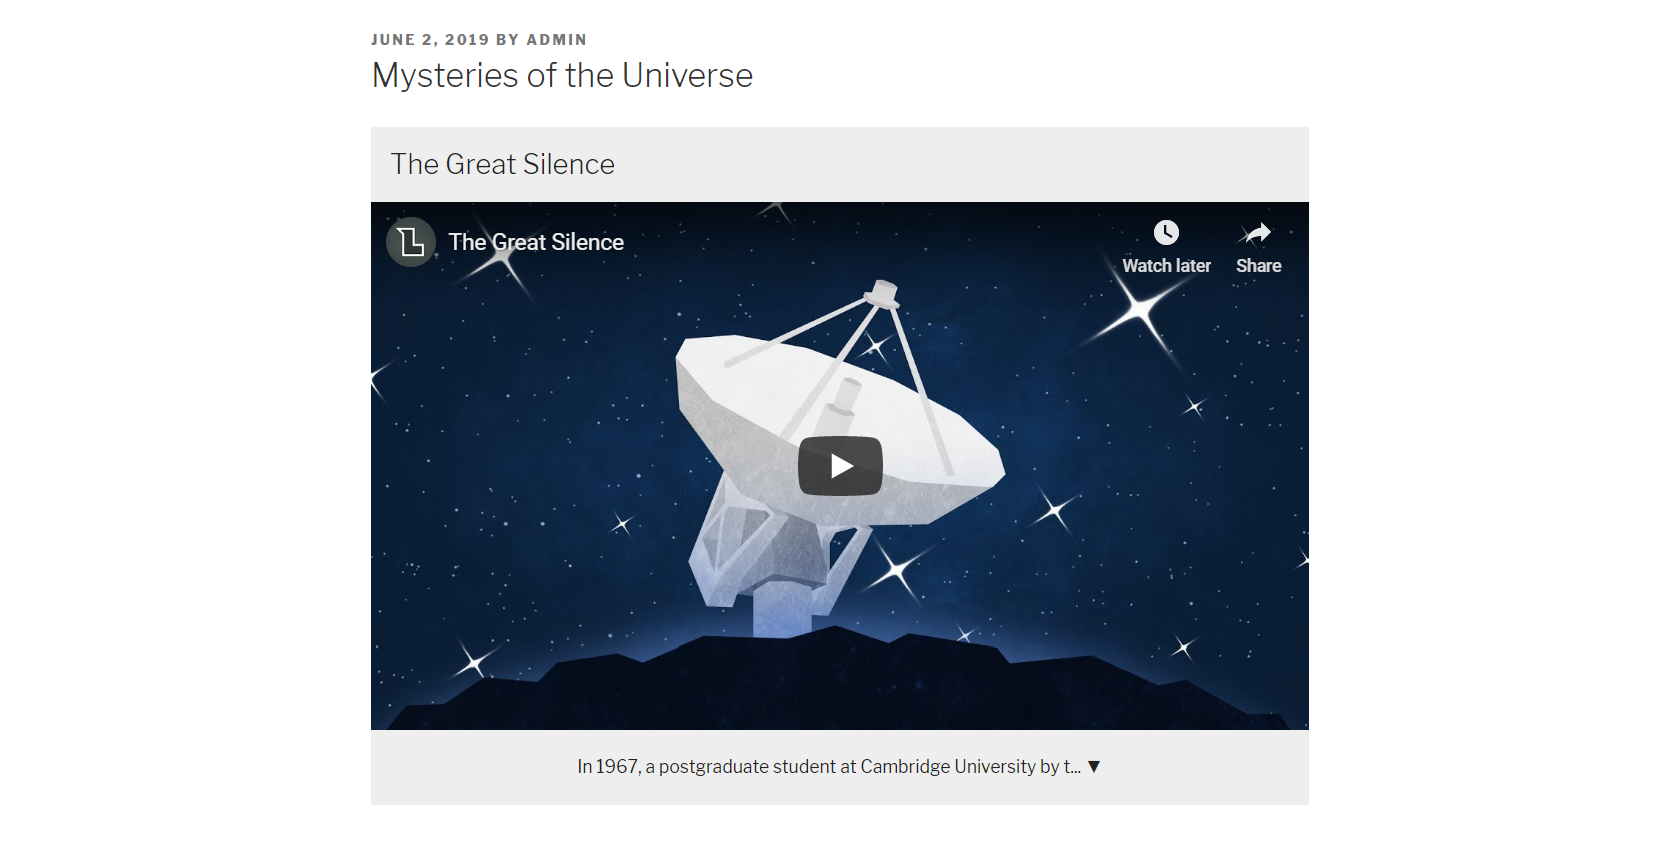 JUNE 2, 2019 BY ADMIN
Mysteries of the Universe
The Great Silence
The Great Silence
Watch later
Share
In 1967, a postgraduate student at Cambridge University by t... ▼